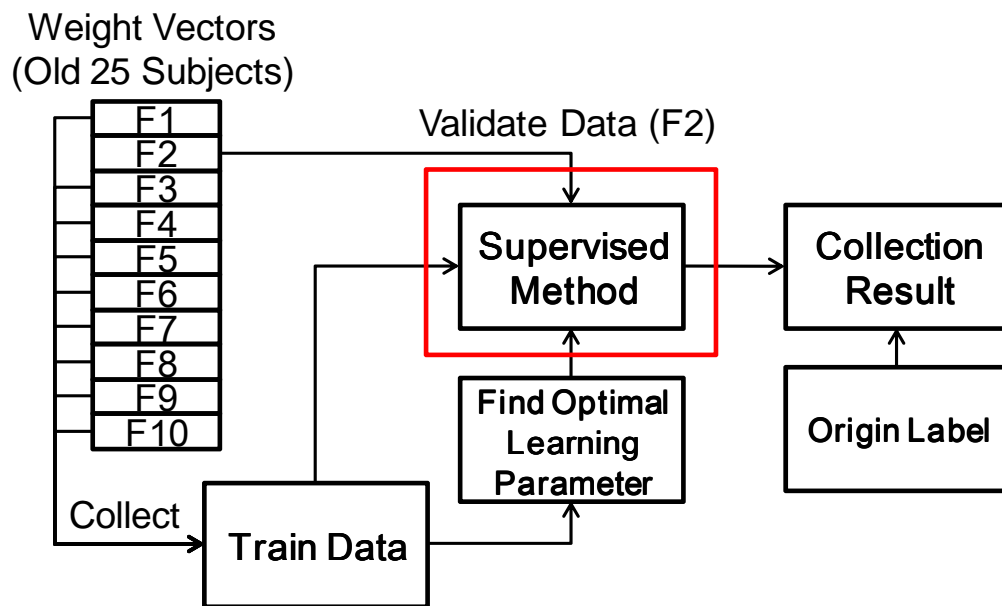 Weight Vectors
(Old 25 Subjects)
F1
F2
F3
F4
F5
F6
F7
F8
F9
F10
Validate Data (F2)
Supervised
Method
Collection
Result
Find Optimal
Learning
Parameter
Origin Label
Collect
Train Data